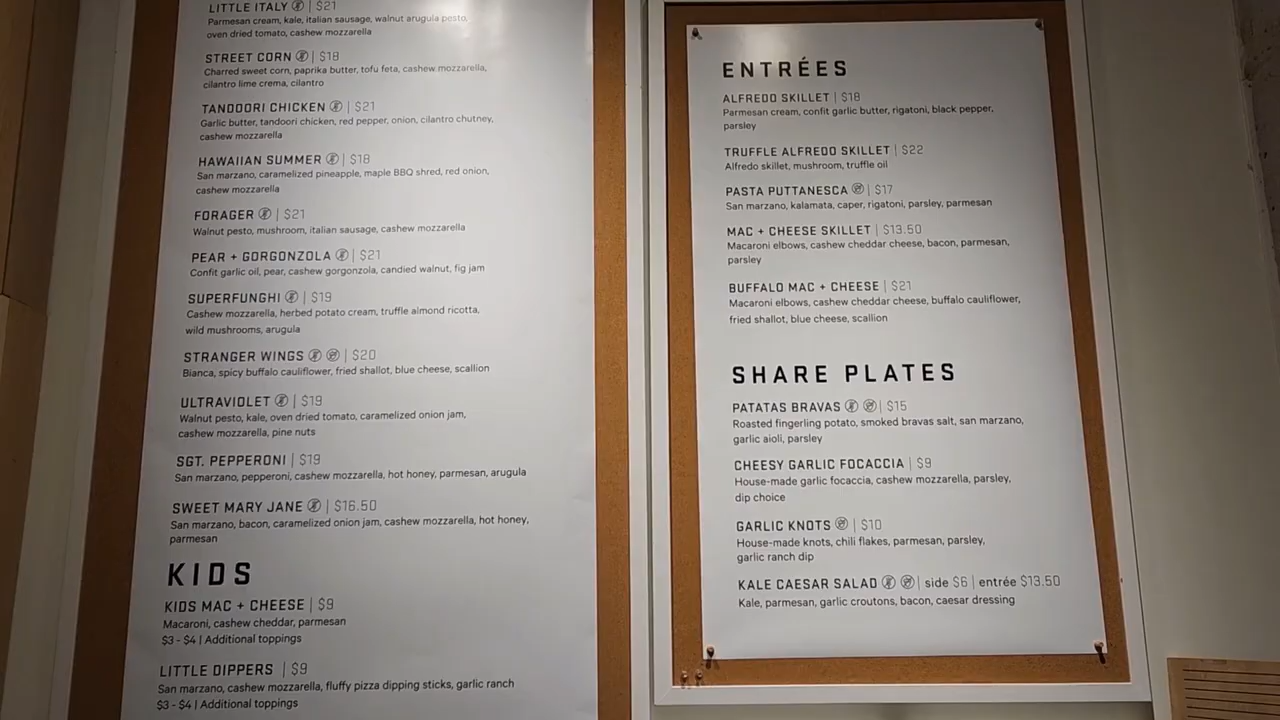 LITTLE ITALY | $21
Parmesan cream, kale, italian sausage, walnut arugula pesto,
oven dried tomato, cashew mozzarella
STREET CORN | $18
Charred sweet corn, paprika butter, tofu feta, cashew mozzarella,
cilantro lime crema, cilantro
TANDOORI CHICKEN | $21
Garlic butter, tandoori chicken, red pepper, onion, cilantro chutney,
cashew mozzarella
HAWAIIAN SUMMER | $18
San marzano, caramelized pineapple, maple BBQ shred, red onion,
cashew mozzarella
FORAGER | $21
Walnut pesto, mushroom, italian sausage, cashew mozzarella
PEAR + GORGONZOLA | $21
Confit garlic oil, pear, cashew gorgonzola, candied walnut, fig jam
SUPERFUNGHI | $19
Cashew mozzarella, herbed potato cream, truffle almond ricotta,
wild mushrooms, arugula
STRANGER WINGS | $20
Bianca, spicy buffalo cauliflower, fried shallot, blue cheese, scallion
ULTRAVIOLET | $19
Walnut pesto, kale, oven dried tomato, caramelized onion jam,
cashew mozzarella, pine nuts
SGT. PEPPERONI | $19
San marzano, pepperoni, cashew mozzarella, hot honey, parmesan, arugula
SWEET MARY JANE | $16.50
San marzano, bacon, caramelized onion jam, cashew mozzarella, hot honey,
parmesan
KIDS
KIDS MAC + CHEESE | $9
Macaroni, cashew cheddar, parmesan
$3 - $4 | Additional toppings
LITTLE DIPPERS | $9
San marzano, cashew mozzarella, fluffy pizza dipping sticks, garlic ranch
$3 - $4 | Additional toppings
ENTRÉES
ALFREDO SKILLET | $18
Parmesan cream, confit garlic butter, rigatoni, black pepper,
parsley
TRUFFLE ALFREDO SKILLET | $22
Alfredo skillet, mushroom, truffle oil
PASTA PUTTANESCA | $17
San marzano, kalamata, caper, rigatoni, parsley, parmesan
MAC + CHEESE SKILLET | $13.50
Macaroni elbows, cashew cheddar cheese, bacon, parmesan,
parsley
BUFFALO MAC + CHEESE | $21
Macaroni elbows, cashew cheddar cheese, buffalo cauliflower,
fried shallot, blue cheese, scallion
SHARE PLATES
PATATAS BRAVAS | $15
Roasted fingerling potato, smoked bravas salt, san marzano,
garlic aioli, parsley
CHEESY GARLIC FOCACCIA | $9
House-made garlic focaccia, cashew mozzarella, parsley,
dip choice
GARLIC KNOTS | $10
House-made knots, chili flakes, parmesan, parsley,
garlic ranch dip
KALE CAESAR SALAD | side $6 | entrée $13.50
Kale, parmesan, garlic croutons, bacon, caesar dressing